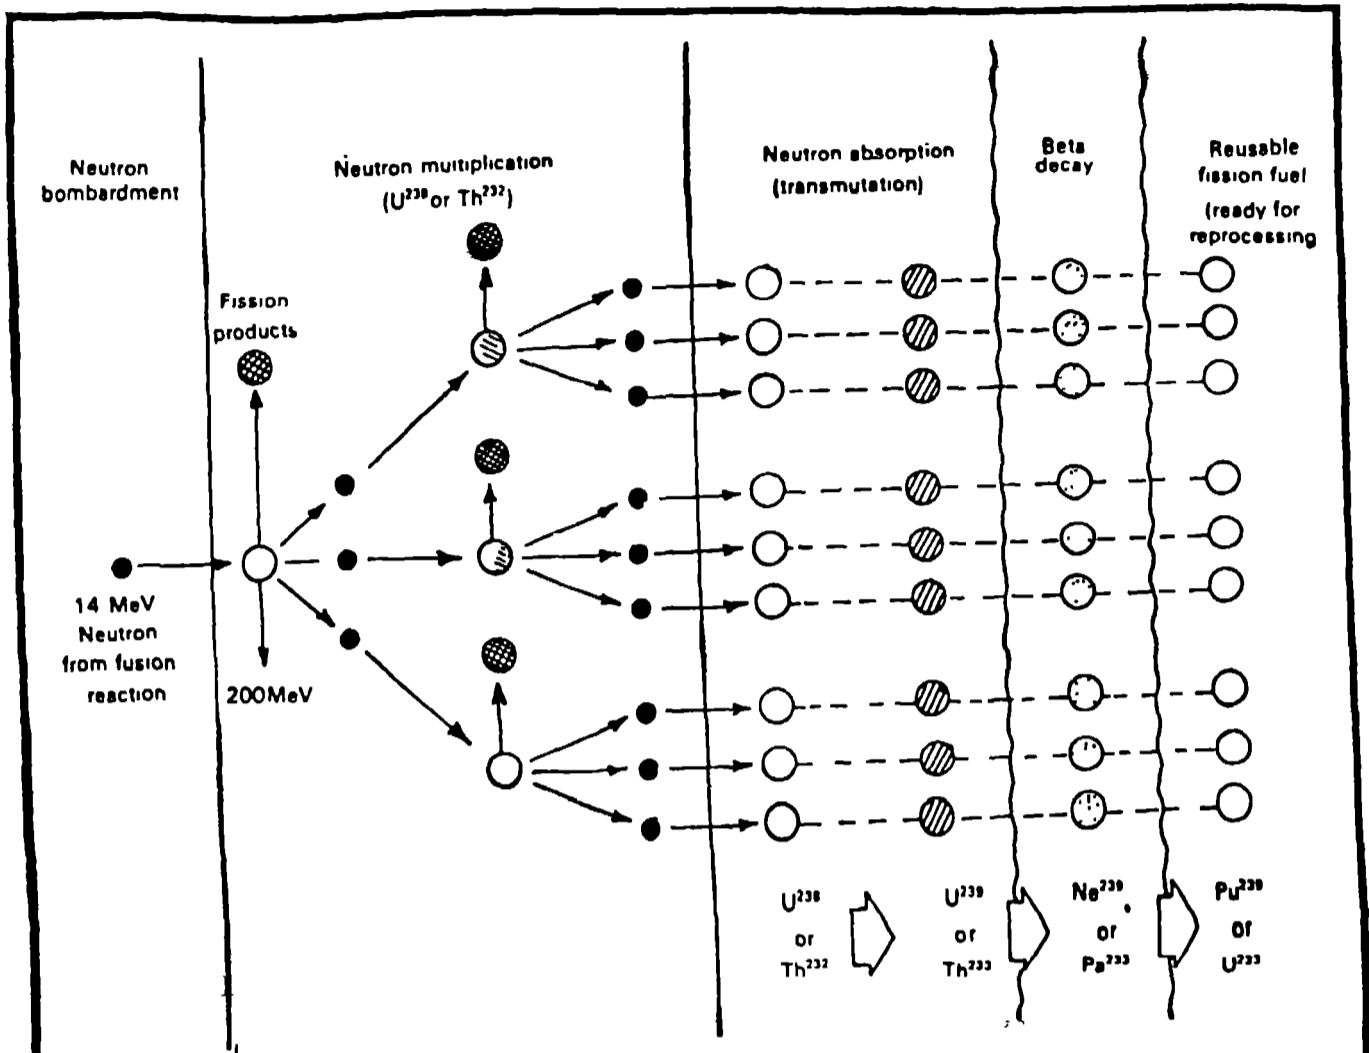 Neutron
bombardment
Neutron multiplication
(U²³⁸ or Th²³²)
Neutron absorption
(transmutation)
Beta
decay
Reusable
fission fuel
(ready for
reprocessing
Fission
products
14 MeV
Neutron
from fusion
reaction
200MeV
U²³⁸
or
Th²³²
U²³⁹
or
Th²³³
Ne²³⁹
or
Pa²³³
Pu²³⁹
or
U²³³